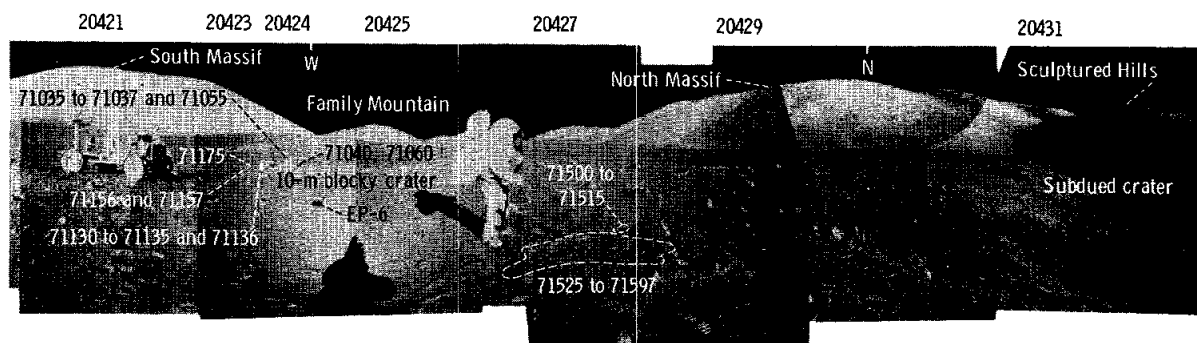 20421 20423 20424 20425 20427 20429 20431
South Massif
W
North Massif
N
Sculptured Hills
71035 to 71037 and 71055
Family Mountain
71175
71040, 71060
10-m blocky crater
71156 and 71157
EP-6
71130 to 71135 and 71136
71500 to
71515
71525 to 71597
Subdued crater